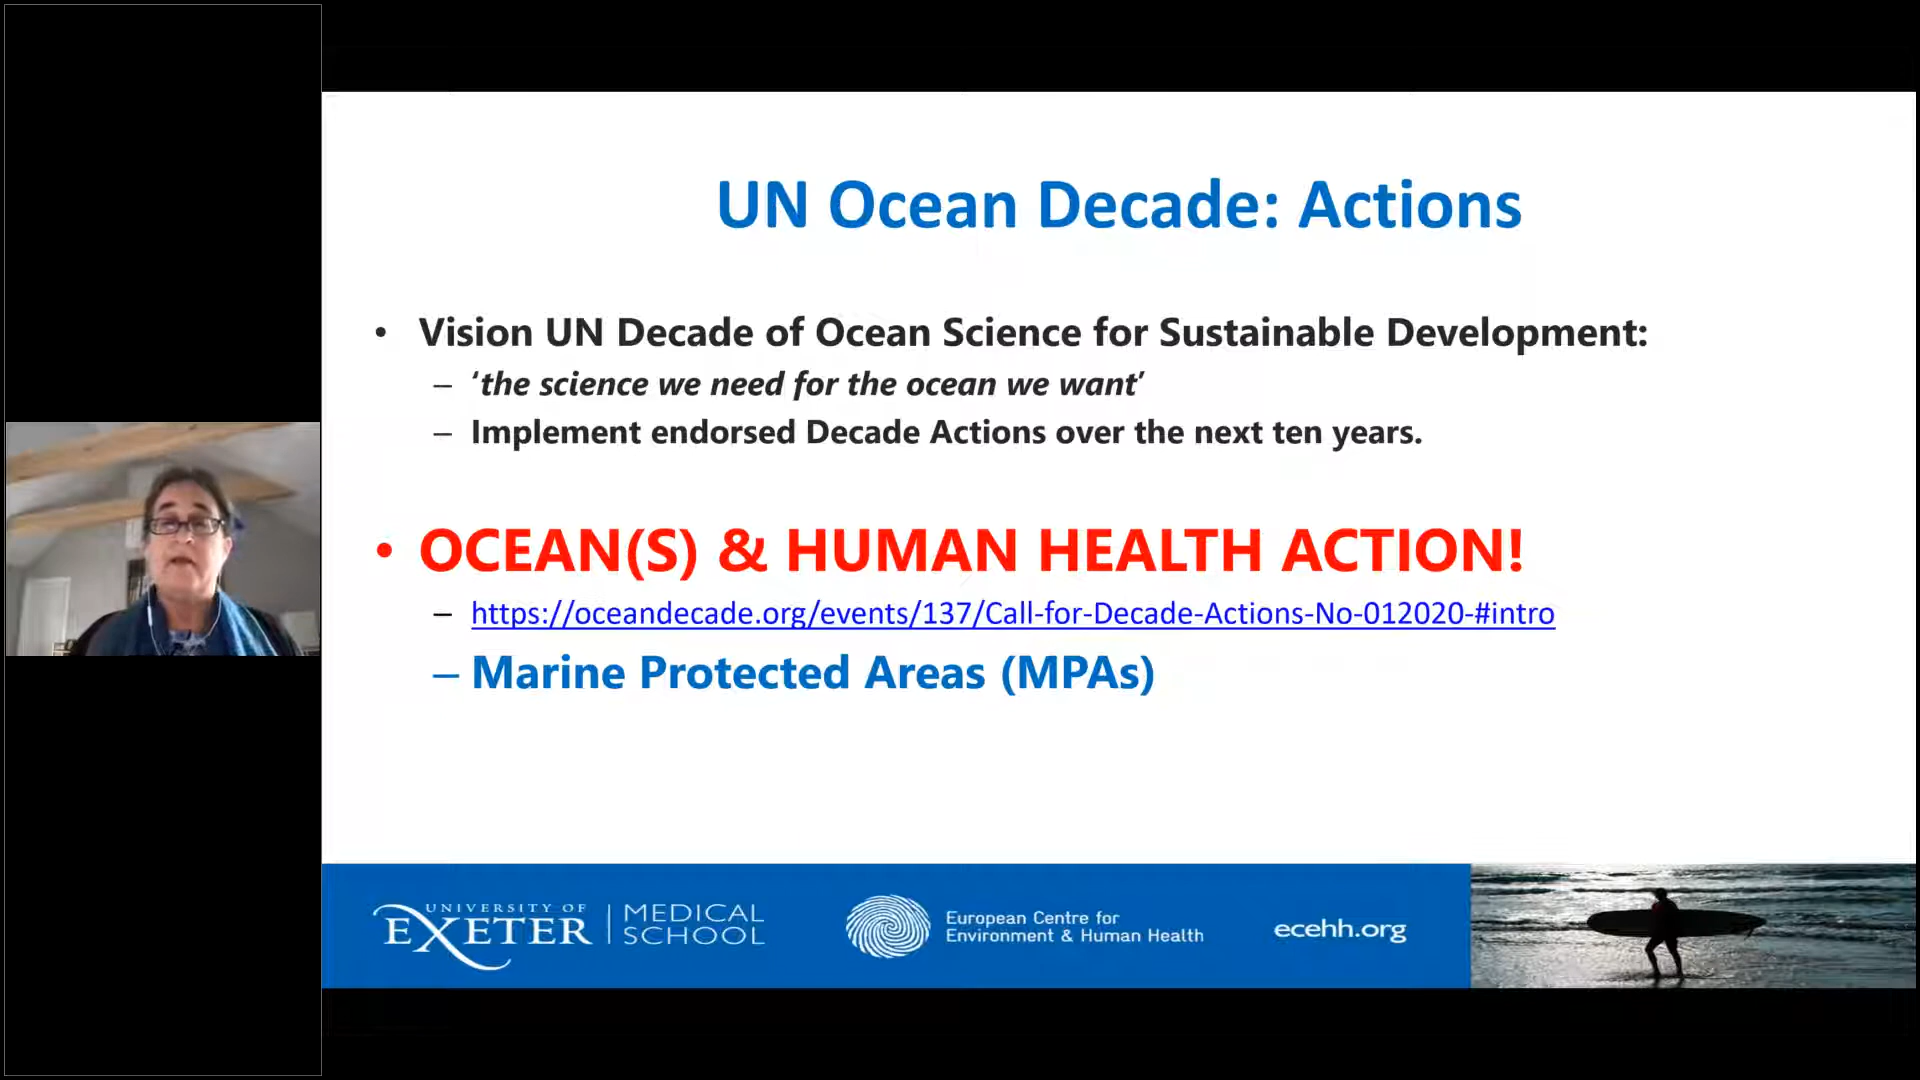 UN Ocean Decade: Actions
• Vision UN Decade of Ocean Science for Sustainable Development:
– ‘the science we need for the ocean we want’
– Implement endorsed Decade Actions over the next ten years.
• OCEAN(S) & HUMAN HEALTH ACTION!
– https://oceandecade.org/events/137/Call-for-Decade-Actions-No-012020-#intro
– Marine Protected Areas (MPAs)
UNIVERSITY OF
EXETER
MEDICAL
SCHOOL
European Centre for
Environment & Human Health
ecehh.org